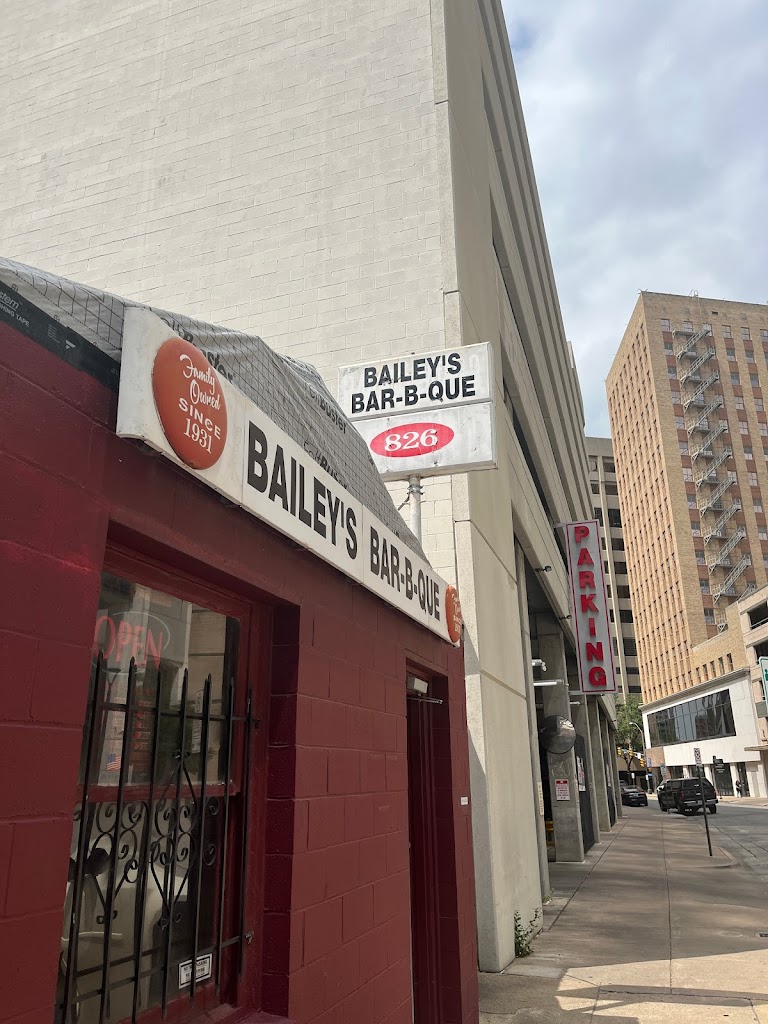 BAILEY'S
BAR-B-QUE
826
Family
Owned
SINCE
1931
BAILEY'S BAR-B-QUE
PARKING
OPEN